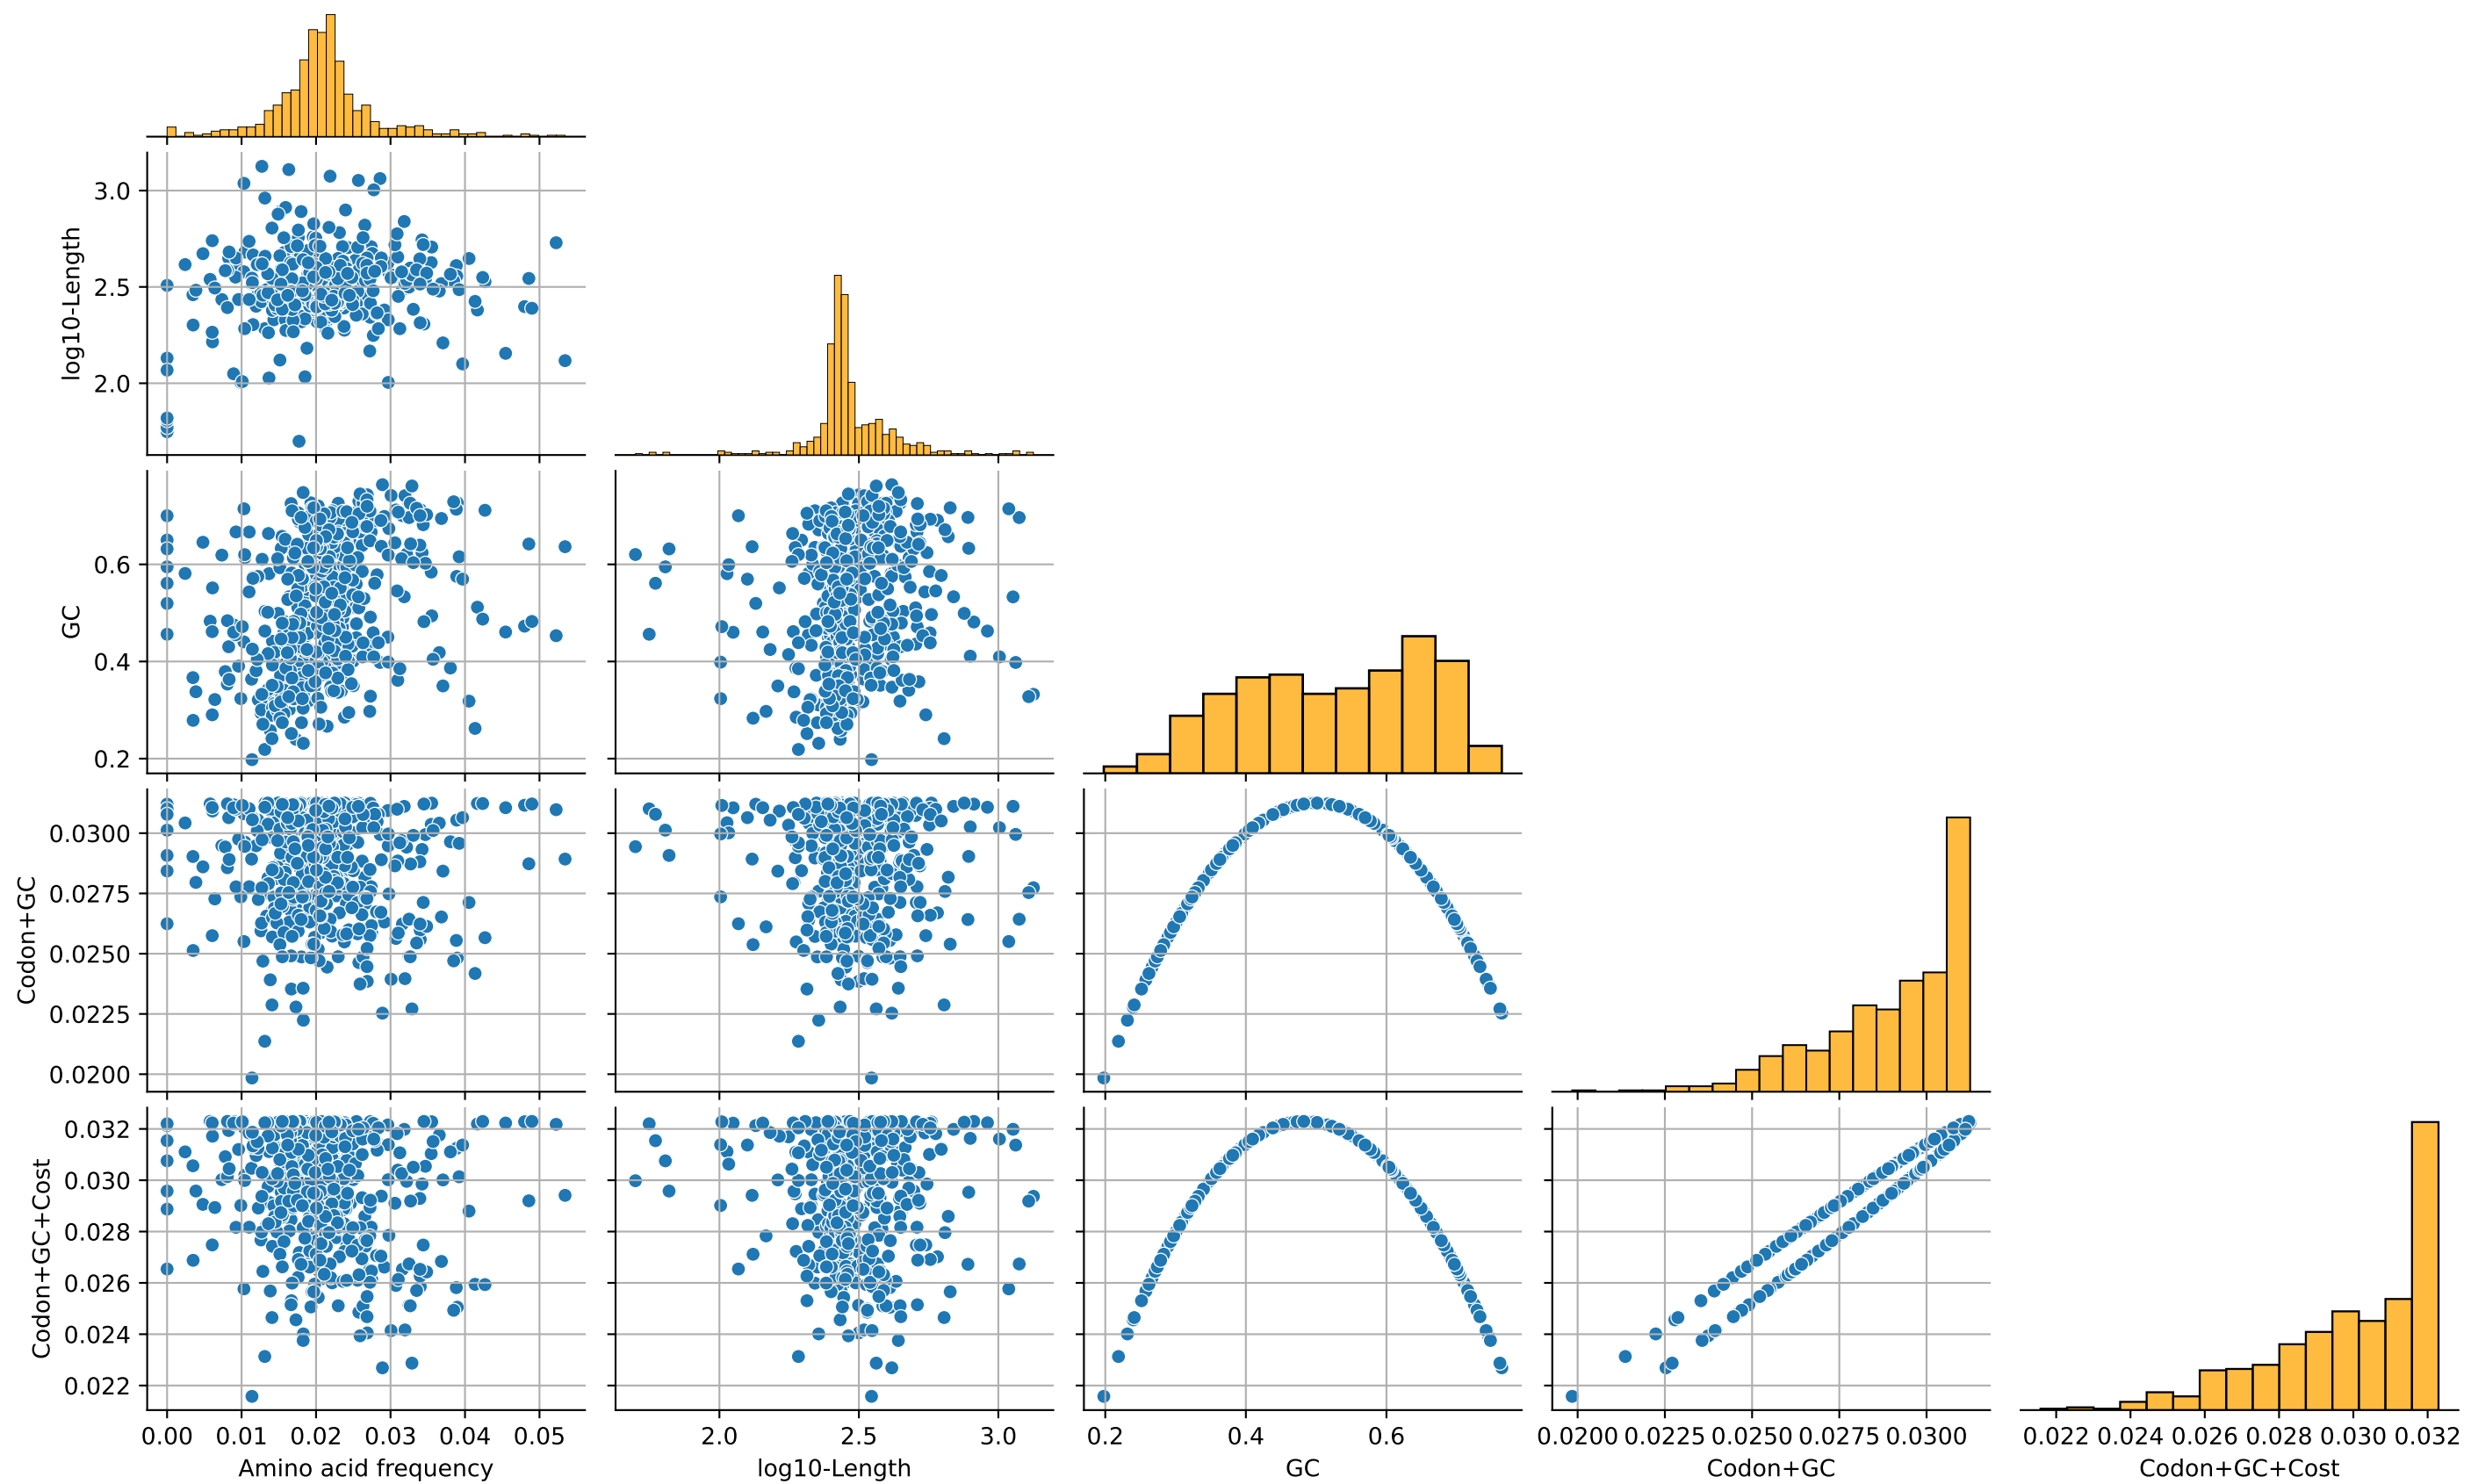 3.0
2.5
2.0
log10-Length
0.6
0.4
0.2
GC
0.0300
0.0275
0.0250
0.0225
0.0200
Codon+GC
0.032
0.030
0.028
0.026
0.024
0.022
Codon+GC+Cost
0.00 0.01 0.02 0.03 0.04 0.05
Amino acid frequency
2.0 2.5 3.0
log10-Length
0.2 0.4 0.6
GC
0.0200 0.0225 0.0250 0.0275 0.0300
Codon+GC
0.022 0.024 0.026 0.028 0.030 0.032
Codon+GC+Cost